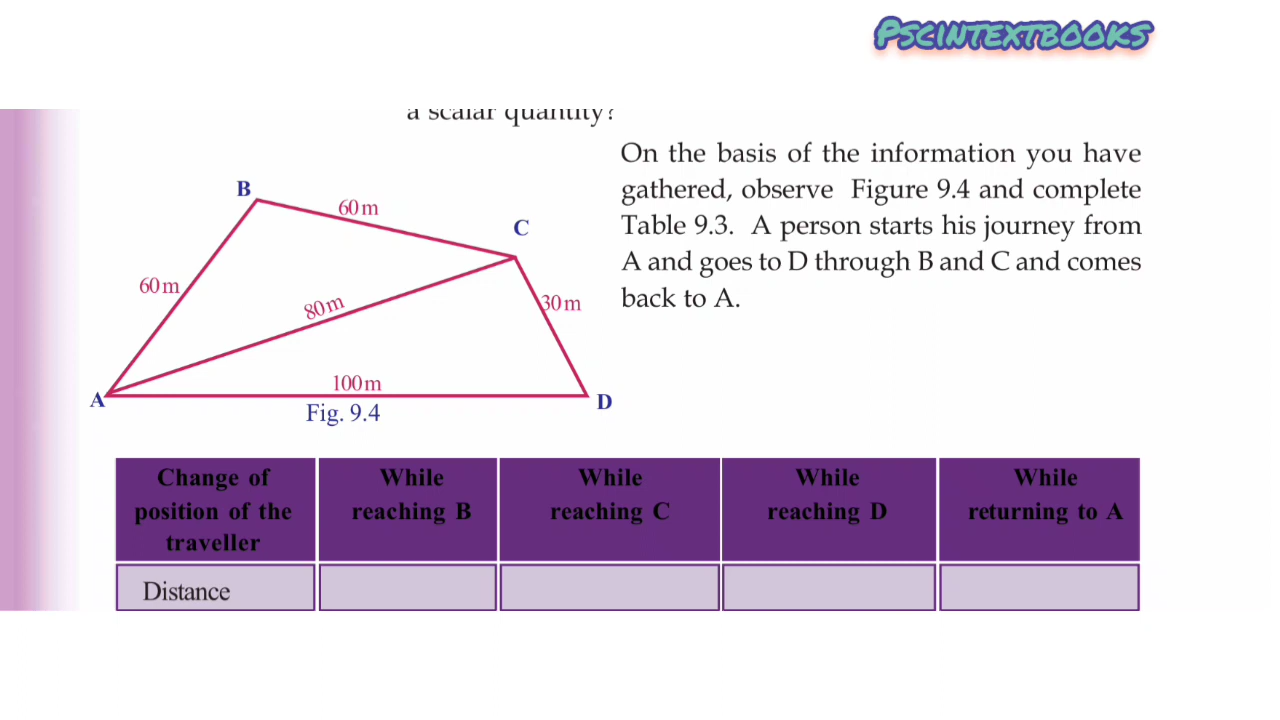 PSCINTEXTBOOKS
a scalar quantity?
On the basis of the information you have
gathered, observe Figure 9.4 and complete
Table 9.3. A person starts his journey from
A and goes to D through B and C and comes
back to A.
B
60 m
C
60 m
80 m
30 m
100 m
A
D
Fig. 9.4
Change of
position of the
traveller
While
reaching B
While
reaching C
While
reaching D
While
returning to A
Distance